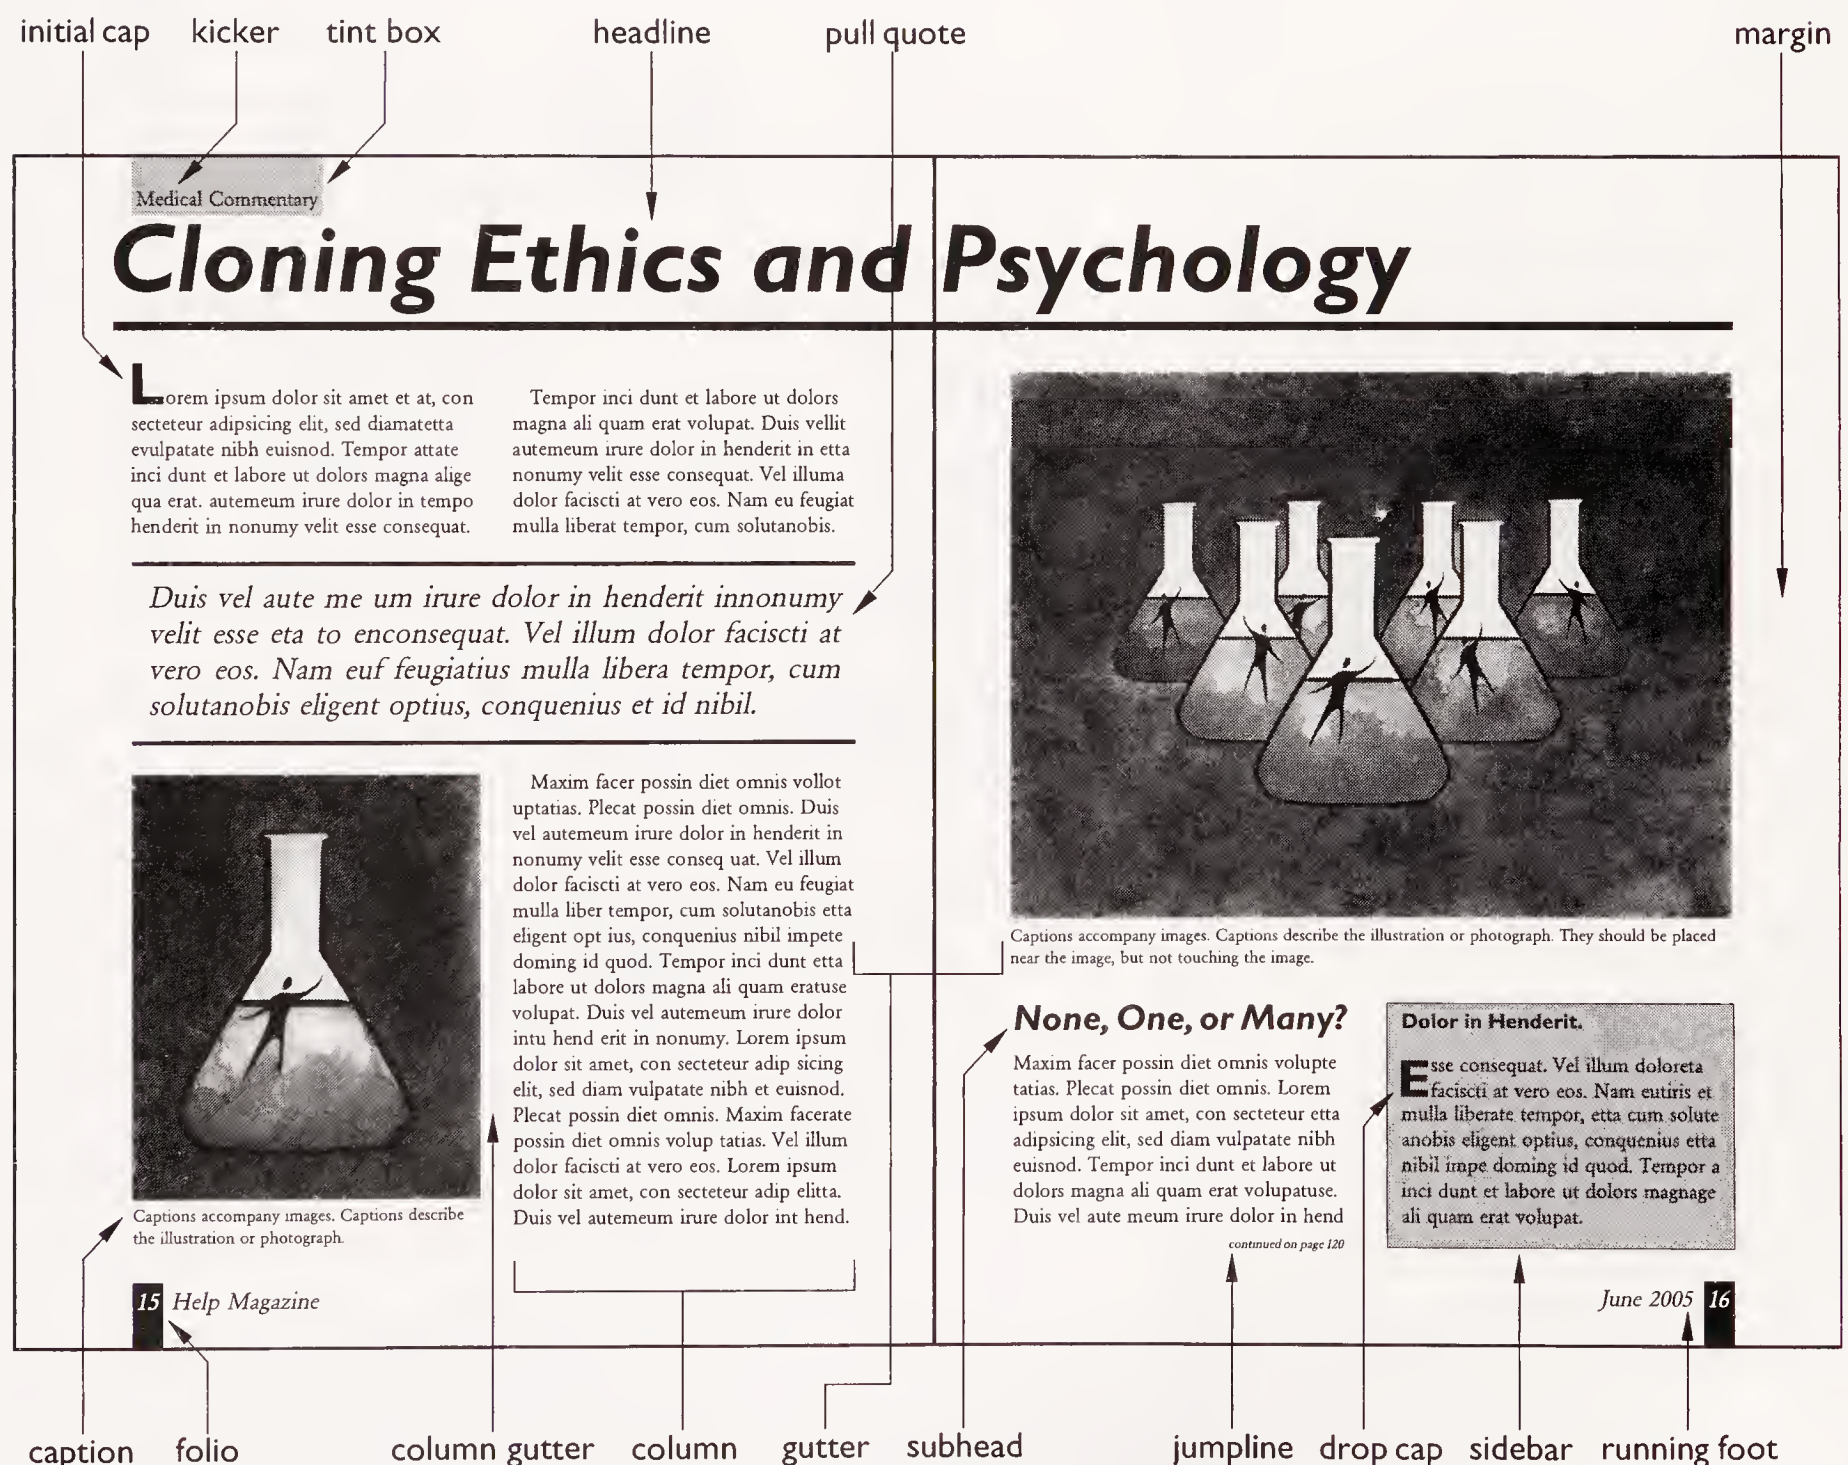 initial cap kicker tint box headline pull quote margin
Medical Commentary
Cloning Ethics and Psychology
Lorem ipsum dolor sit amet et at, con
secteteur adipsicing elit, sed diamatetta
evulpatate nibh euisnod. Tempor attate
inci dunt et labore ut dolors magna alige
qua erat. autemeum irure dolor in tempo
henderit in nonumy velit esse consequat.
Tempor inci dunt et labore ut dolors
magna ali quam erat volupat. Duis vellit
autemeum irure dolor in henderit in etta
nonumy velit esse consequat. Vel illuma
dolor faciscti at vero eos. Nam eu feugiat
mulla liberat tempor, cum solutanobis.
Duis vel aute me um irure dolor in henderit innonumy
velit esse eta to enconsequat. Vel illum dolor faciscti at
vero eos. Nam euf feugiatius mulla libera tempor, cum
solutanobis eligent optius, conquenius et id nibil.
Captions accompany images. Captions describe
the illustration or photograph.
Maxim facer possin diet omnis vollot
uptatias. Plecat possin diet omnis. Duis
vel autemeum irure dolor in henderit in
nonumy velit esse conseq uat. Vel illum
dolor faciscti at vero eos. Nam eu feugiat
mulla liber tempor, cum solutanobis etta
eligent opt ius, conquenius nibil impete
doming id quod. Tempor inci dunt etta
labore ut dolors magna ali quam eratuse
volupat. Duis vel autemeum irure dolor
intu hend erit in nonumy. Lorem ipsum
dolor sit amet, con secteteur adip sicing
elit, sed diam vulpatate nibh et euisnod.
Plecat possin diet omnis. Maxim facerate
possin diet omnis volup tatias. Vel illum
dolor faciscti at vero eos. Lorem ipsum
dolor sit amet, con secteteur adip elitta.
Duis vel autemeum irure dolor int hend.
15 Help Magazine
Captions accompany images. Captions describe the illustration or photograph. They should be placed
near the image, but not touching the image.
None, One, or Many?
Maxim facer possin diet omnis volupte
tatias. Plecat possin diet omnis. Lorem
ipsum dolor sit amet, con secteteur etta
adipsicing elit, sed diam vulpatate nibh
euisnod. Tempor inci dunt et labore ut
dolors magna ali quam erat volupatuse.
Duis vel aute meum irure dolor in hend
continued on page 120
Dolor in Henderit.
Esse consequat. Vel illum doloreta
faciscti at vero eos. Nam eutiris et
mulla liberate tempor, etta cum solute
anobis eligent optius, conquenius etta
nibil impe doming id quod. Tempor a
inci dunt et labore ut dolors magnage
ali quam erat volupat.
June 2005 16
caption folio column gutter column gutter subhead jumpline drop cap sidebar running foot